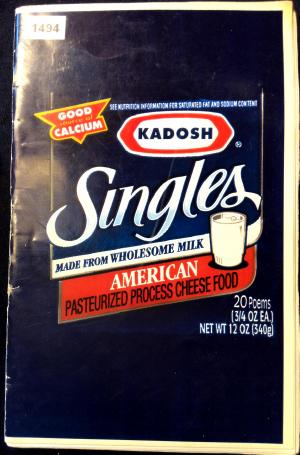 1494
SEE NUTRITION INFORMATION FOR SATURATED FAT AND SODIUM CONTENT
GOOD
source of
CALCIUM
KADOSH
®
Singles
MADE FROM WHOLESOME MILK
AMERICAN
PASTEURIZED PROCESS CHEESE FOOD
20 Poems
(3/4 OZ EA.)
NET WT 12 OZ (340g)